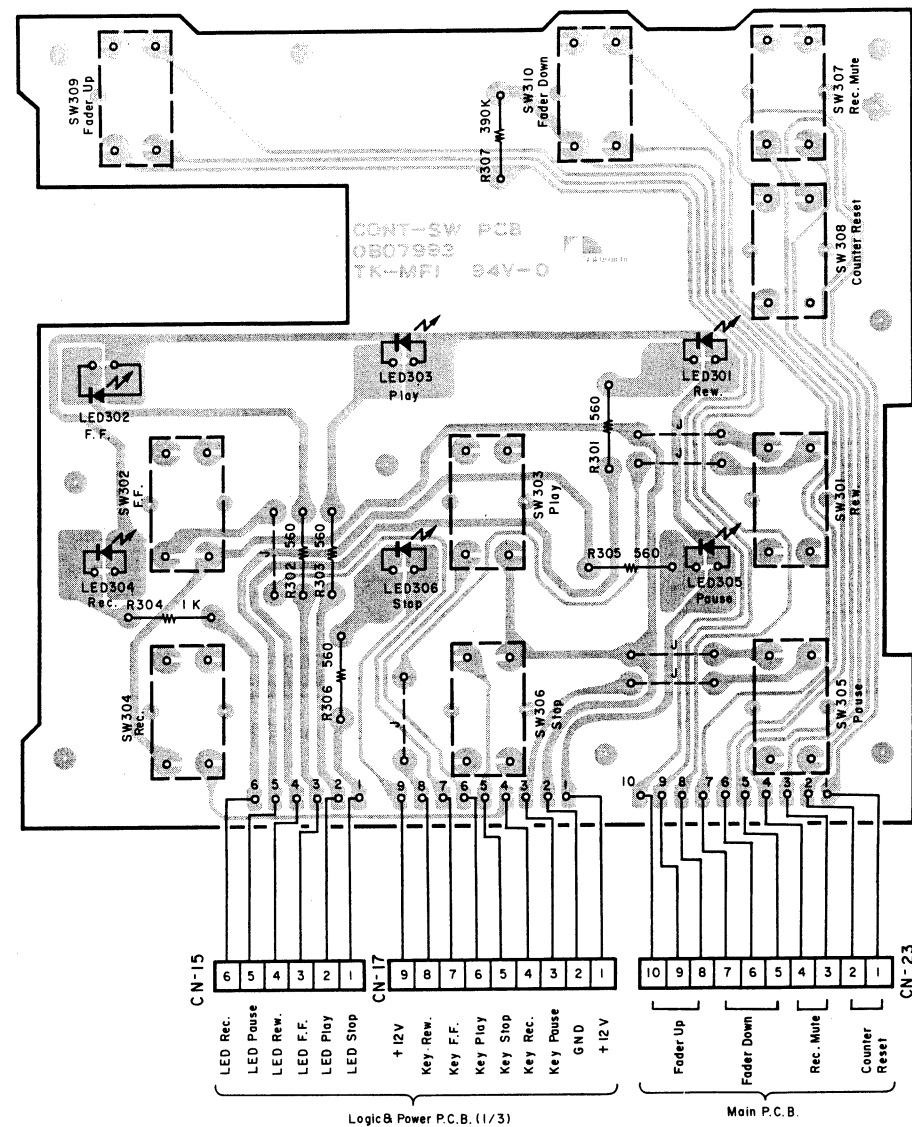 SW309
Fader Up
390K
R307
SW310
Fader Down
SW307
Rec. Mute
CONT-SW PCB
0B07993
TK-MF1 94V-0
SW308
Counter Reset
LED303
Play
LED301
Rew.
LED302
F.F.
560
R301
J
J
SW302
F.F.
SW303
Play
SW301
Rew.
J
560
R302
560
R303
LED304
Rec.
LED306
Stop
R305 560
LED305
Pause
R304 1K
560
R306
J
J
J
SW304
Rec.
SW306
Stop
SW305
Pause
6 5 4 3 2 1
9 8 7 6 5 4 3 2 1
10 9 8 7 6 5 4 3 2 1
CN-15
6 5 4 3 2 1
CN-17
9 8 7 6 5 4 3 2 1
10 9 8 7 6 5 4 3 2 1
CN-23
LED Rec.
LED Pause
LED Rew.
LED F.F.
LED Play
LED Stop
+12V
Key-Rew.
Key F.F.
Key Play
Key Stop
Key Rec.
Key Pause
GND
+12V
Fader Up
Fader Down
Rec. Mute
Counter
Reset
Logic & Power P.C.B. (1/3)
Main P.C.B.